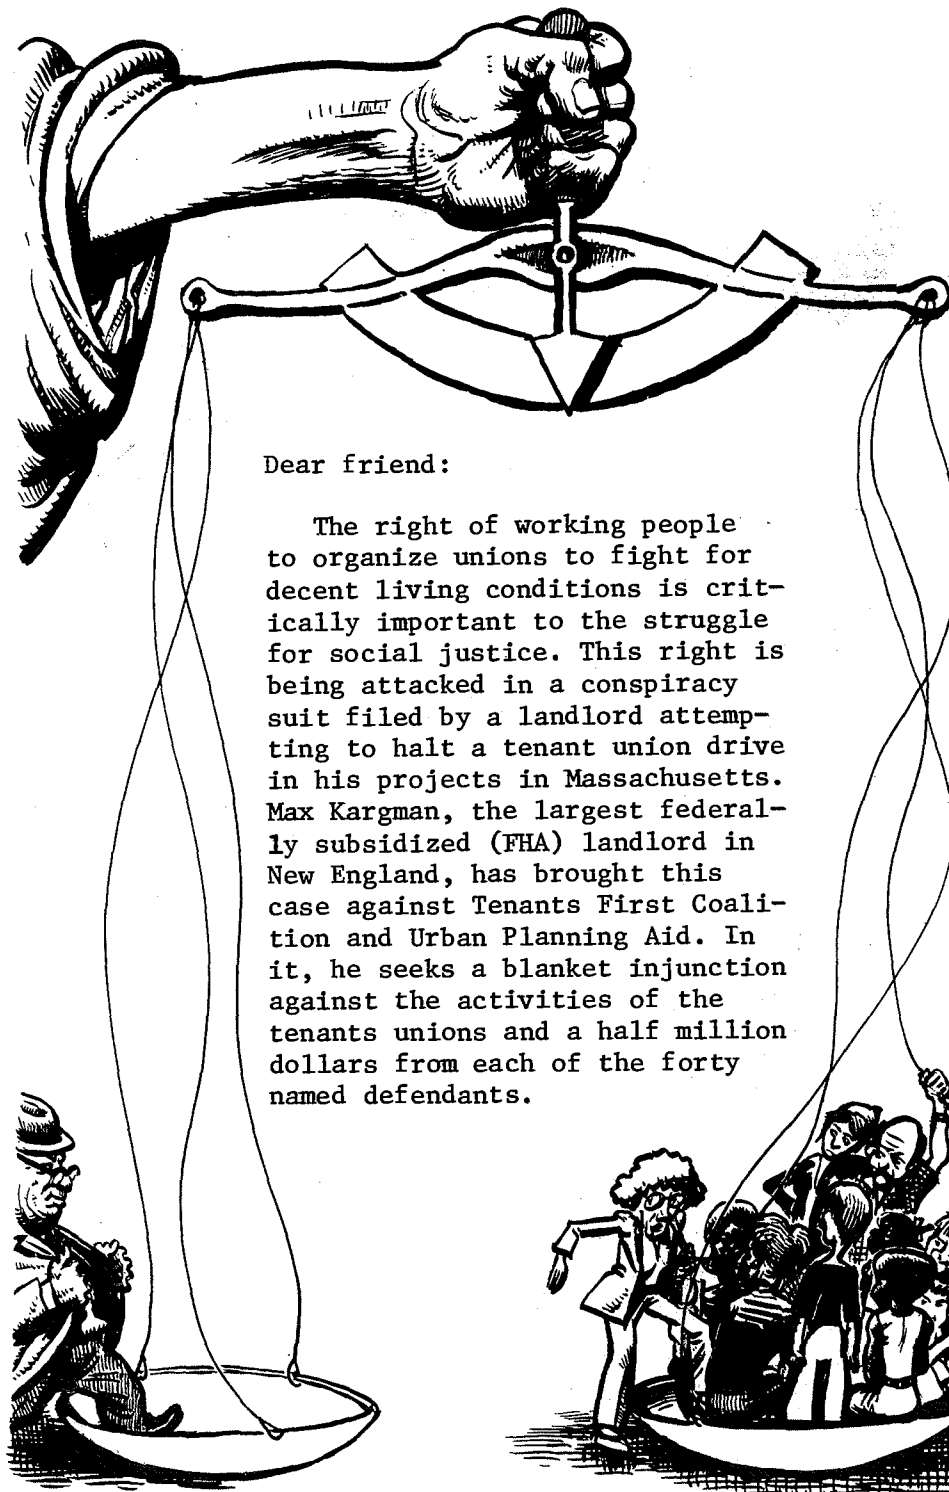 Dear friend:
The right of working people
to organize unions to fight for
decent living conditions is crit-
ically important to the struggle
for social justice. This right is
being attacked in a conspiracy
suit filed by a landlord attemp-
ting to halt a tenant union drive
in his projects in Massachusetts.
Max Kargman, the largest federal-
ly subsidized (FHA) landlord in
New England, has brought this
case against Tenants First Coali-
tion and Urban Planning Aid. In
it, he seeks a blanket injunction
against the activities of the
tenants unions and a half million
dollars from each of the forty
named defendants.